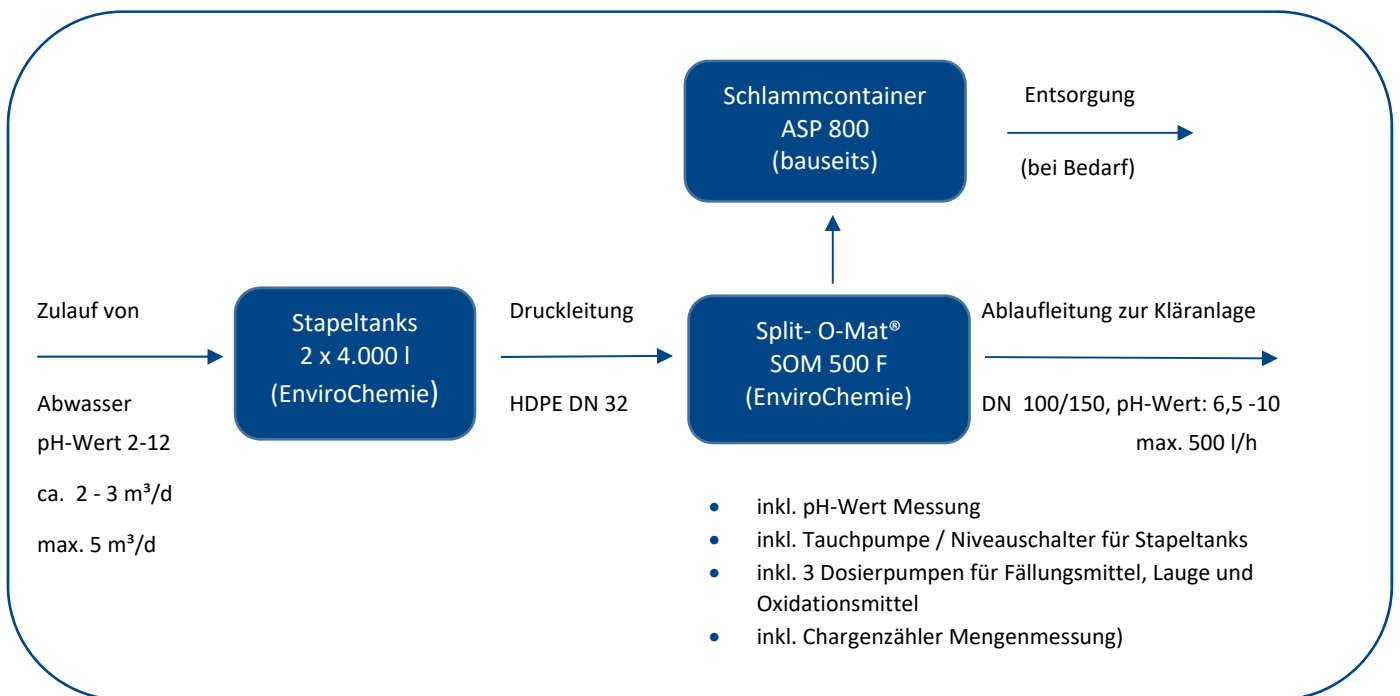 Schlammcontainer
ASP 800
(bauseits)
Entsorgung
(bei Bedarf)
Zulauf von
Abwasser
pH-Wert 2-12
ca. 2 - 3 m³/d
max. 5 m³/d
Stapeltanks
2 x 4.000 l
(EnviroChemie)
Druckleitung
HDPE DN 32
Split- O-Mat®
SOM 500 F
(EnviroChemie)
Ablaufleitung zur Kläranlage
DN 100/150, pH-Wert: 6,5 -10
max. 500 l/h
• inkl. pH-Wert Messung
• inkl. Tauchpumpe / Niveauschalter für Stapeltanks
• inkl. 3 Dosierpumpen für Fällungsmittel, Lauge und
Oxidationsmittel
• inkl. Chargenzähler Mengenmessung)